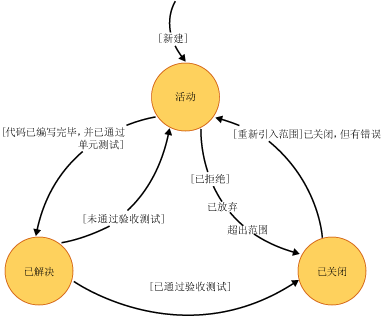 [新建]
活动
[代码已编写完毕，并已通过
单元测试]
[重新引入范围]已关闭，但有错误
[已拒绝]
已放弃
[未通过验收测试]
超出范围
已解决
已关闭
[已通过验收测试]